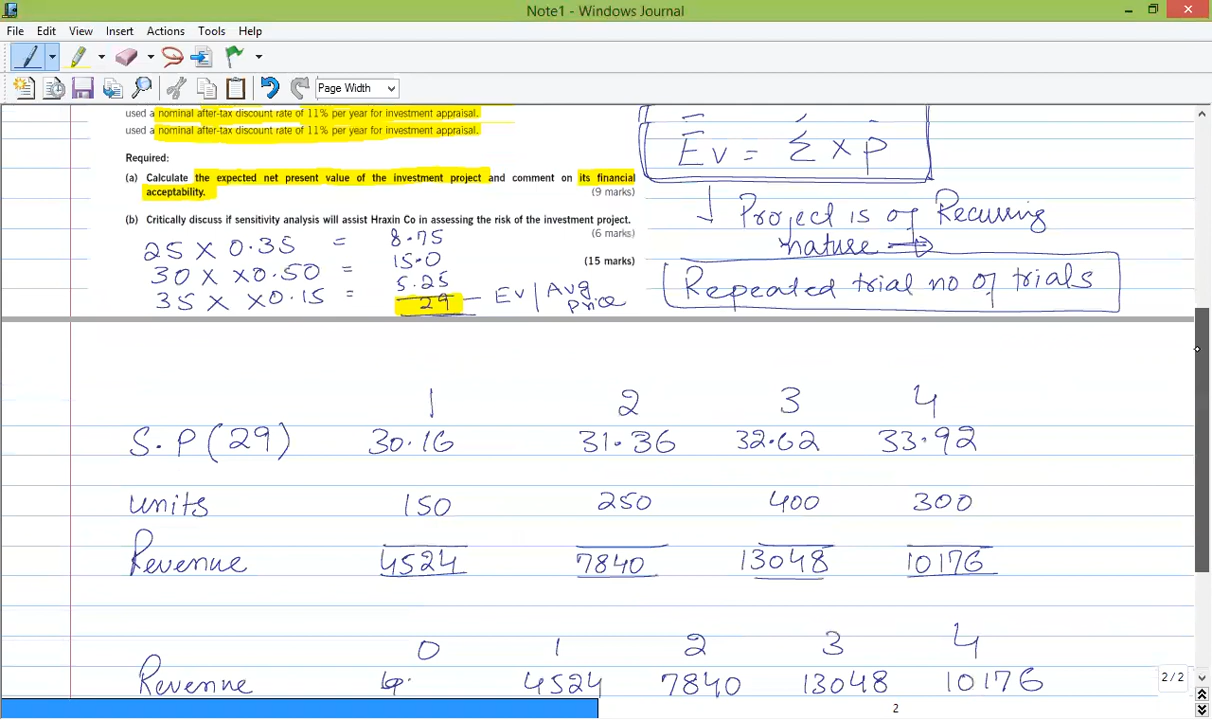 Note1 - Windows Journal
File Edit View Insert Actions Tools Help
Page Width
used a nominal after-tax discount rate of 11% per year for investment appraisal.
used a nominal after-tax discount rate of 11% per year for investment appraisal.
Required:
(a) Calculate the expected net present value of the investment project and comment on its financial
acceptability. (9 marks)
(b) Critically discuss if sensitivity analysis will assist Hraxin Co in assessing the risk of the investment project.
(6 marks)
(15 marks)
25 X 0.35 = 8.75
30 X X0.50 = 15.0
35 X X0.15 = 5.25
29 EV | Avg
Price
EV = Σ X P
↓ Project is of Recuring
nature →
Repeated trial no of trials
1 2 3 4
S.P (29) 30.16 31.36 32.62 33.92
units 150 250 400 300
Revenue 4524 7840 13048 10176
0 1 2 3 4
Revenue 4524 7840 13048 10176
2/2
2